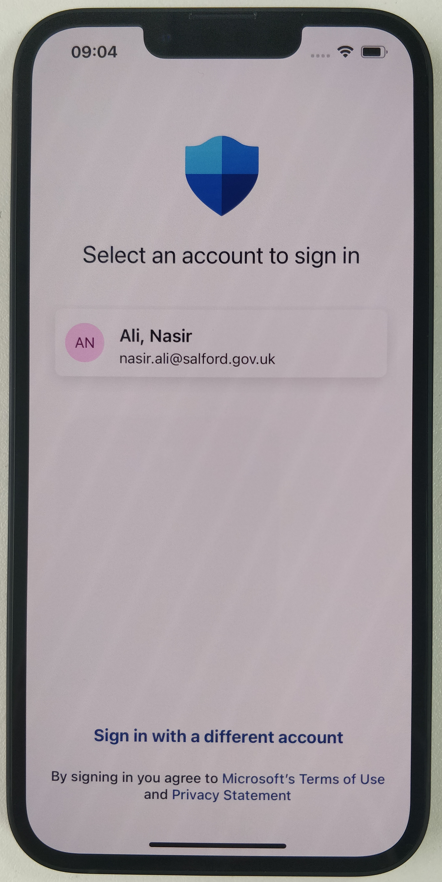 09:04
Select an account to sign in
AN
Ali, Nasir
nasir.ali@salford.gov.uk
Sign in with a different account
By signing in you agree to Microsoft's Terms of Use
and Privacy Statement